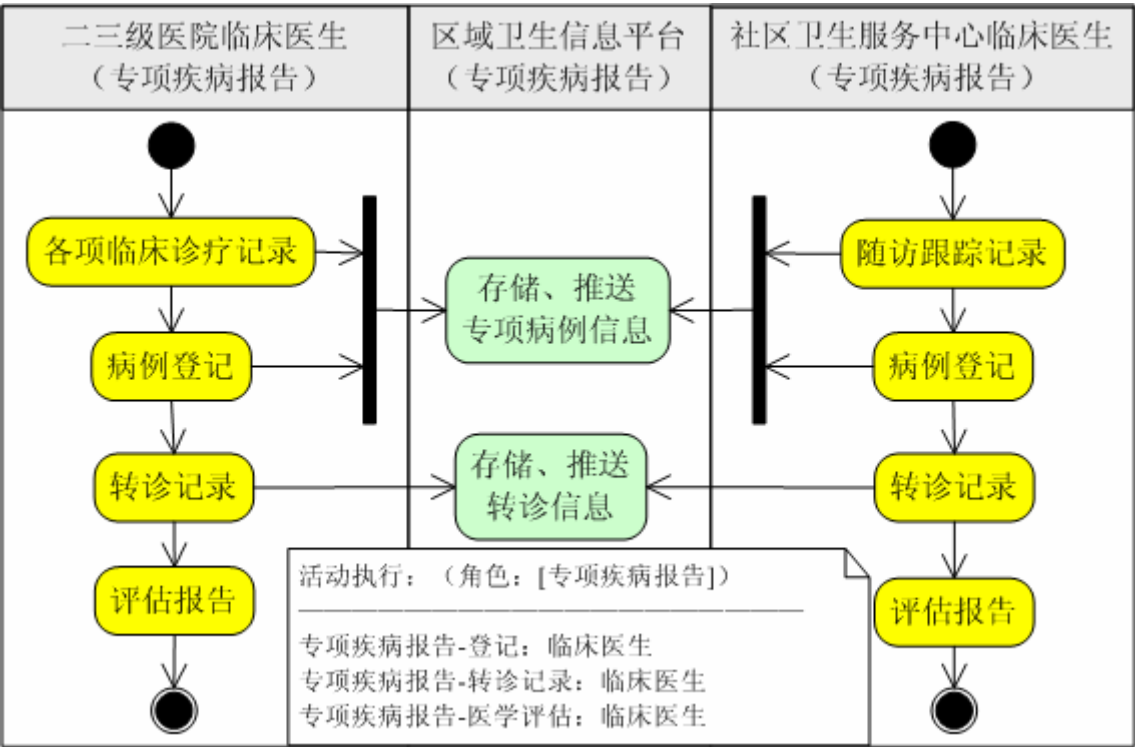 二三级医院临床医生
（专项疾病报告）
区域卫生信息平台
（专项疾病报告）
社区卫生服务中心临床医生
（专项疾病报告）
各项临床诊疗记录
病例登记
转诊记录
评估报告
存储、推送
专项病例信息
存储、推送
转诊信息
随访跟踪记录
病例登记
转诊记录
评估报告
活动执行：（角色：[专项疾病报告]）
专项疾病报告-登记：临床医生
专项疾病报告-转诊记录：临床医生
专项疾病报告-医学评估：临床医生